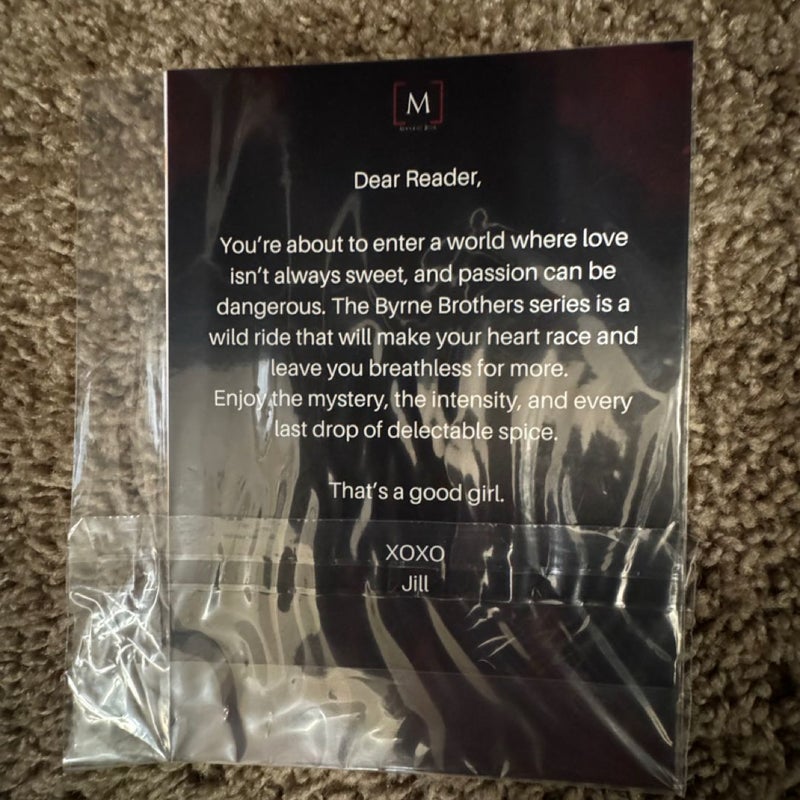 M
Dear Reader,
You're about to enter a world where love
isn't always sweet, and passion can be
dangerous. The Byrne Brothers series is a
wild ride that will make your heart race and
leave you breathless for more.
Enjoy the mystery, the intensity, and every
last drop of delectable spice.
That's a good girl.
XOXO
Jill